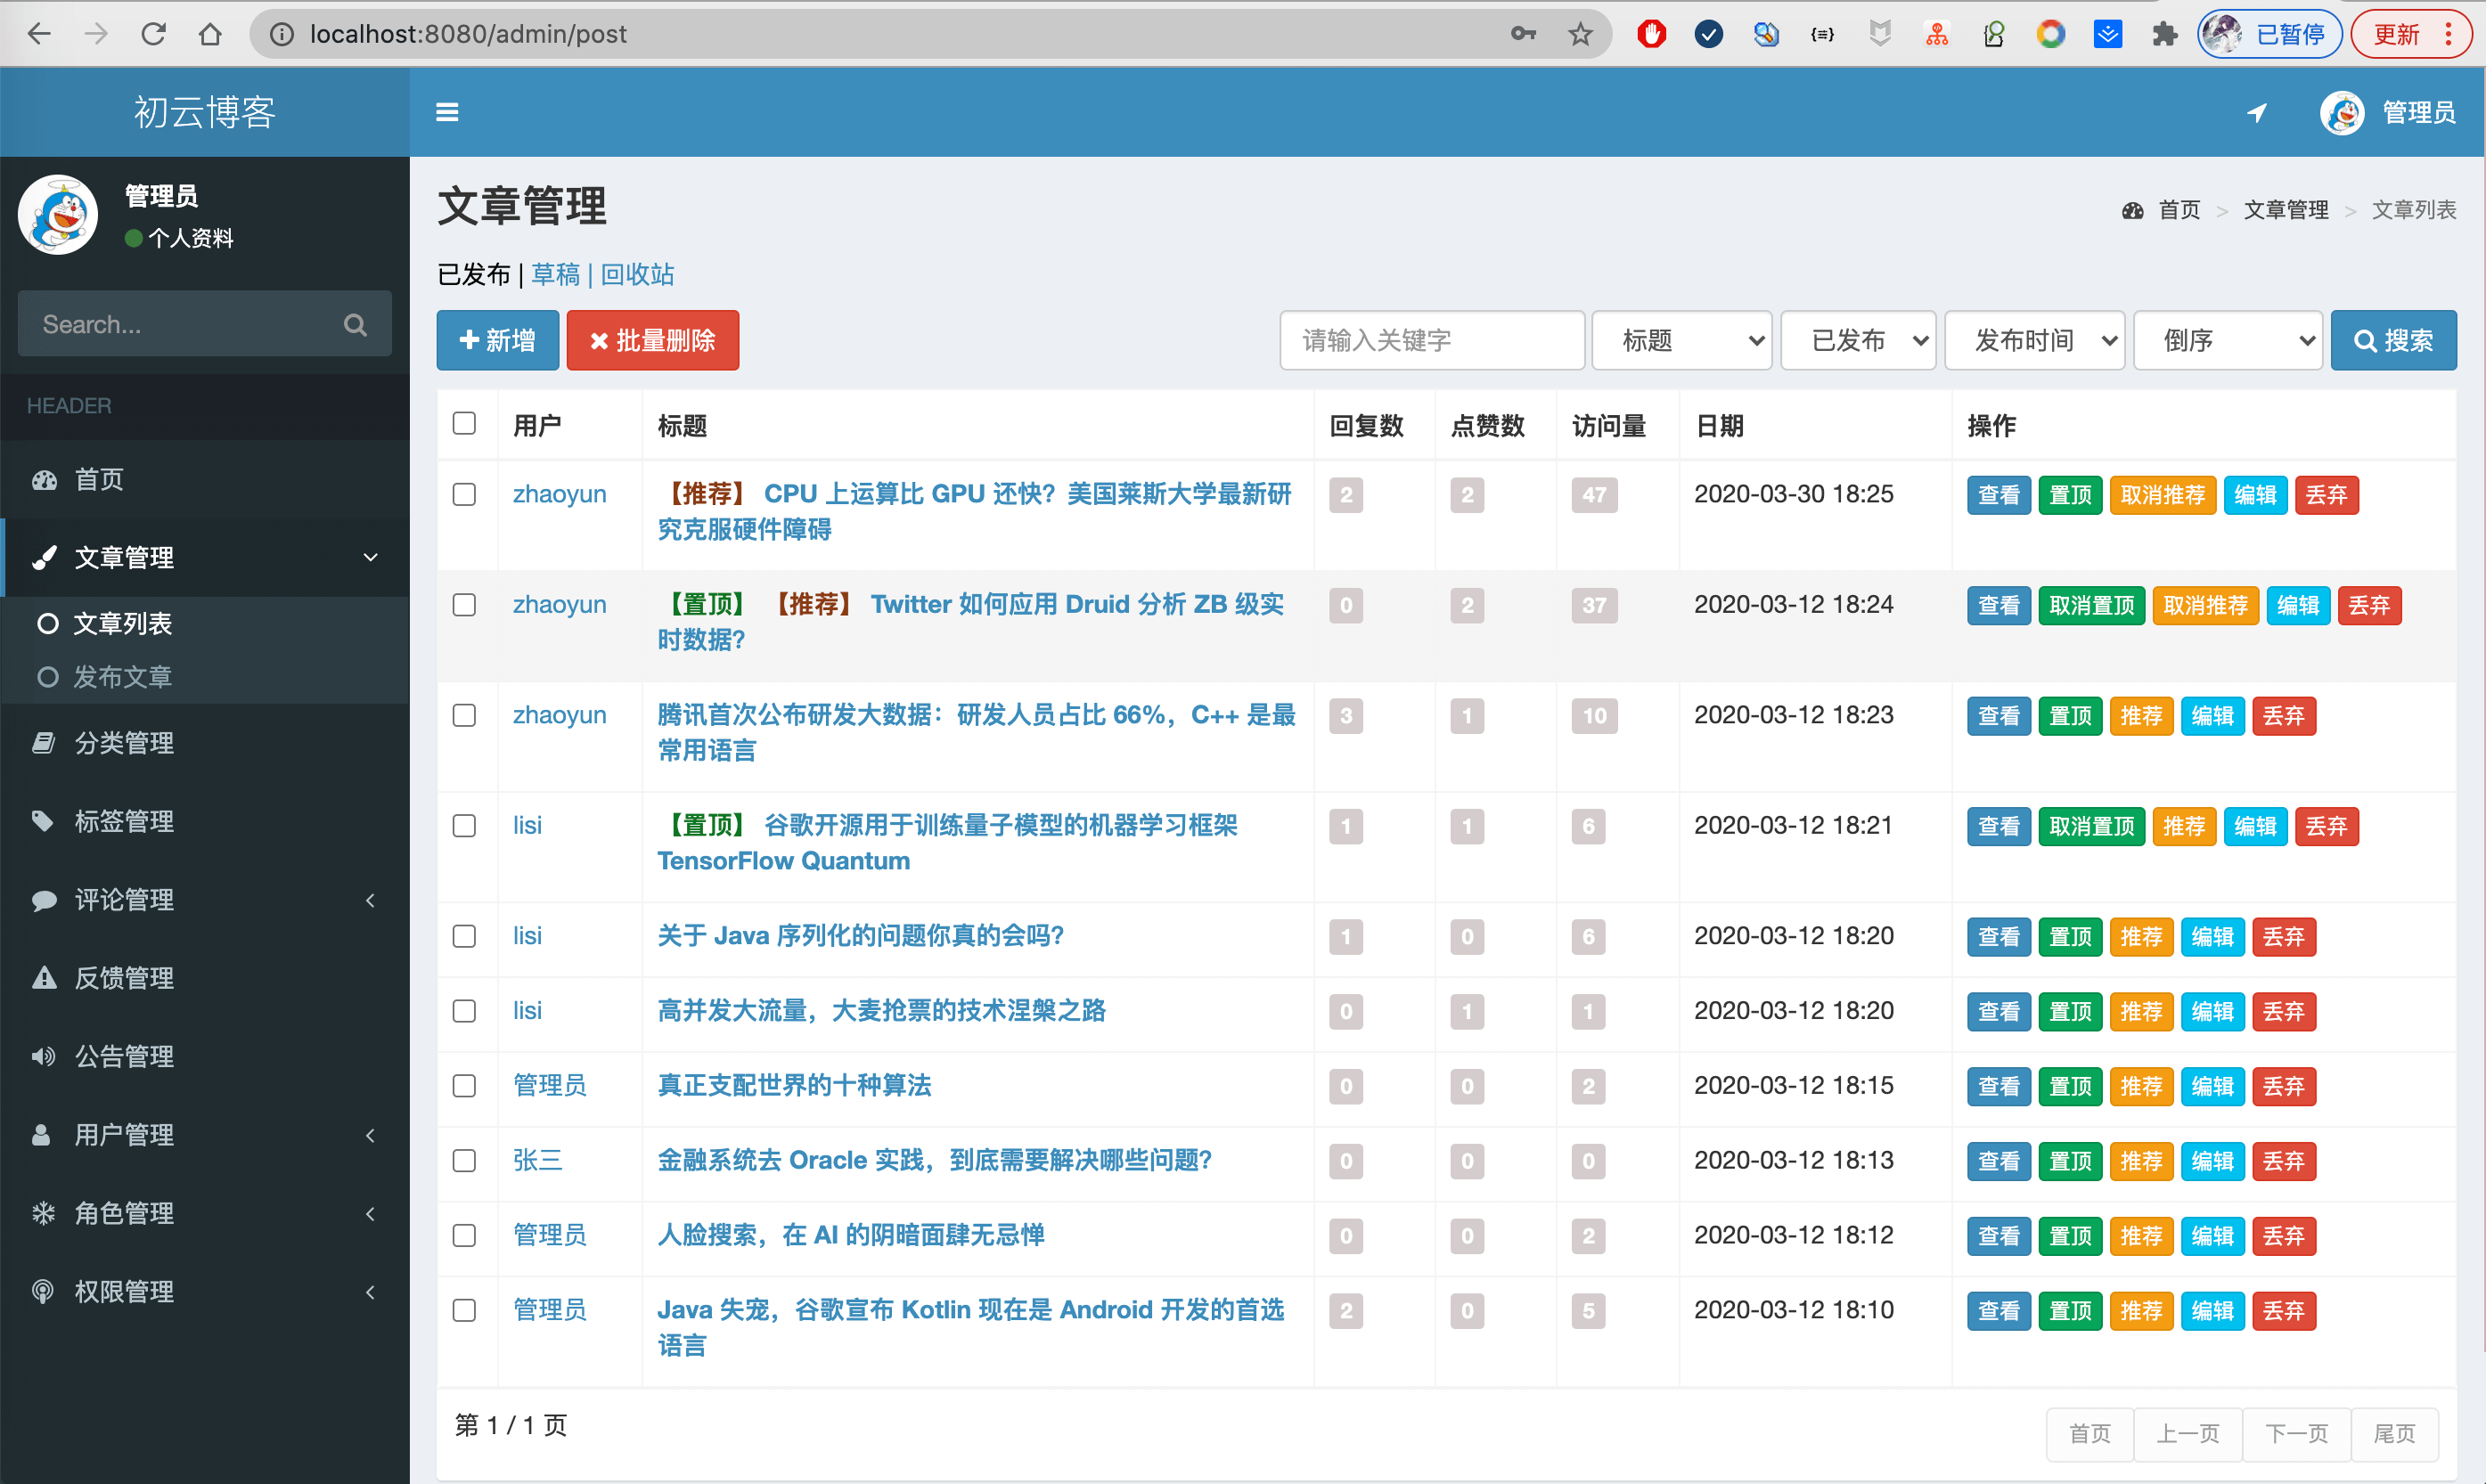 localhost:8080/admin/post
已暂停
更新
初云博客
管理员
管理员
个人资料
Search...
HEADER
首页
文章管理
文章列表
发布文章
分类管理
标签管理
评论管理
反馈管理
公告管理
用户管理
角色管理
权限管理
文章管理
首页 > 文章管理 > 文章列表
已发布 | 草稿 | 回收站
新增 批量删除 请输入关键字 标题 已发布 发布时间 倒序 搜索
用户 标题 回复数 点赞数 访问量 日期 操作
zhaoyun 【推荐】 CPU 上运算比 GPU 还快？美国莱斯大学最新研 2 2 47 2020-03-30 18:25 查看 置顶 取消推荐 编辑 丢弃
究克服硬件障碍
zhaoyun 【置顶】 【推荐】 Twitter 如何应用 Druid 分析 ZB 级实 0 2 37 2020-03-12 18:24 查看 取消置顶 取消推荐 编辑 丢弃
时数据?
zhaoyun 腾讯首次公布研发大数据：研发人员占比 66%，C++ 是最 3 1 10 2020-03-12 18:23 查看 置顶 推荐 编辑 丢弃
常用语言
lisi 【置顶】 谷歌开源用于训练量子模型的机器学习框架 1 1 6 2020-03-12 18:21 查看 取消置顶 推荐 编辑 丢弃
TensorFlow Quantum
lisi 关于 Java 序列化的问题你真的会吗? 1 0 6 2020-03-12 18:20 查看 置顶 推荐 编辑 丢弃
lisi 高并发大流量，大麦抢票的技术涅槃之路 0 1 1 2020-03-12 18:20 查看 置顶 推荐 编辑 丢弃
管理员 真正支配世界的十种算法 0 0 2 2020-03-12 18:15 查看 置顶 推荐 编辑 丢弃
张三 金融系统去 Oracle 实践，到底需要解决哪些问题? 0 0 0 2020-03-12 18:13 查看 置顶 推荐 编辑 丢弃
管理员 人脸搜索，在 AI 的阴暗面肆无忌惮 0 0 2 2020-03-12 18:12 查看 置顶 推荐 编辑 丢弃
管理员 Java 失宠，谷歌宣布 Kotlin 现在是 Android 开发的首选 2 0 5 2020-03-12 18:10 查看 置顶 推荐 编辑 丢弃
语言
第 1 / 1 页
首页 上一页 下一页 尾页